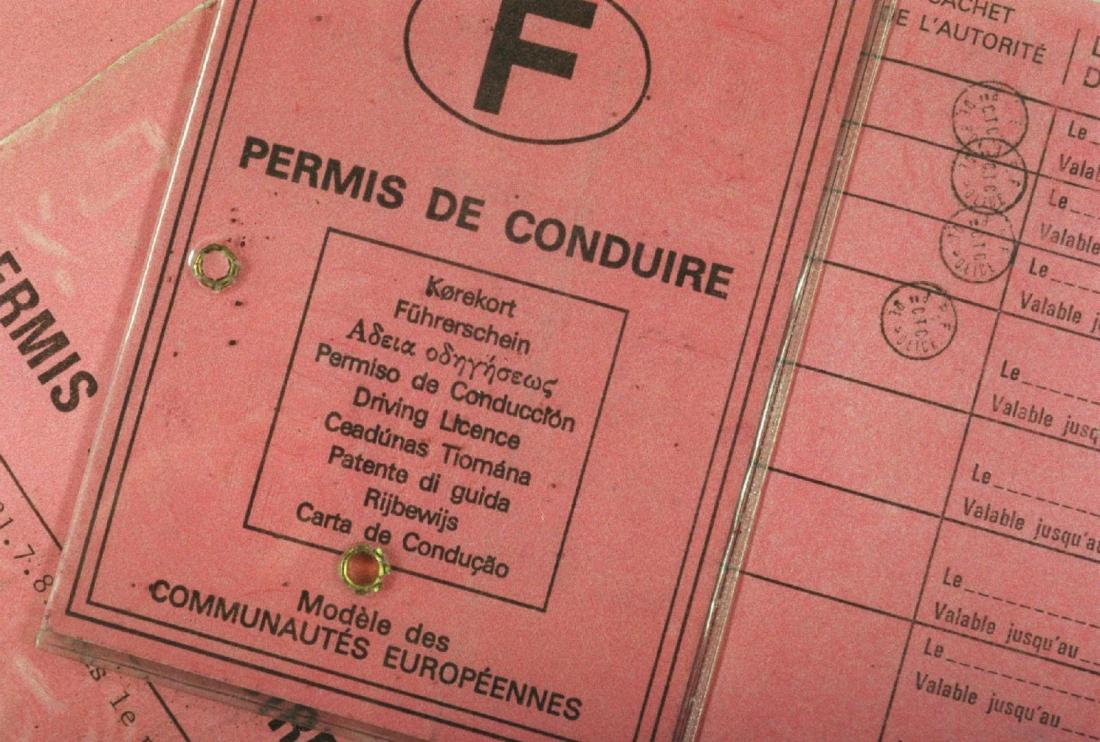 F
PERMIS DE CONDUIRE
Kørekort
Führerschein
Αδεια οδηγήσεως
Permiso de Conducción
Driving Licence
Ceadúnas Tiomána
Patente di guida
Rijbewijs
Carta de Condução
Modèle des
COMMUNAUTÉS EUROPÉENNES
ERMIS
CACHET
DE L'AUTORITÉ
Le
Valab
Le
Valable
Le
Valable j
Le
Valable jusq
Le
Valable jusqu'au
Le
Valable jusqu'au
Le
Valable jusqu'au